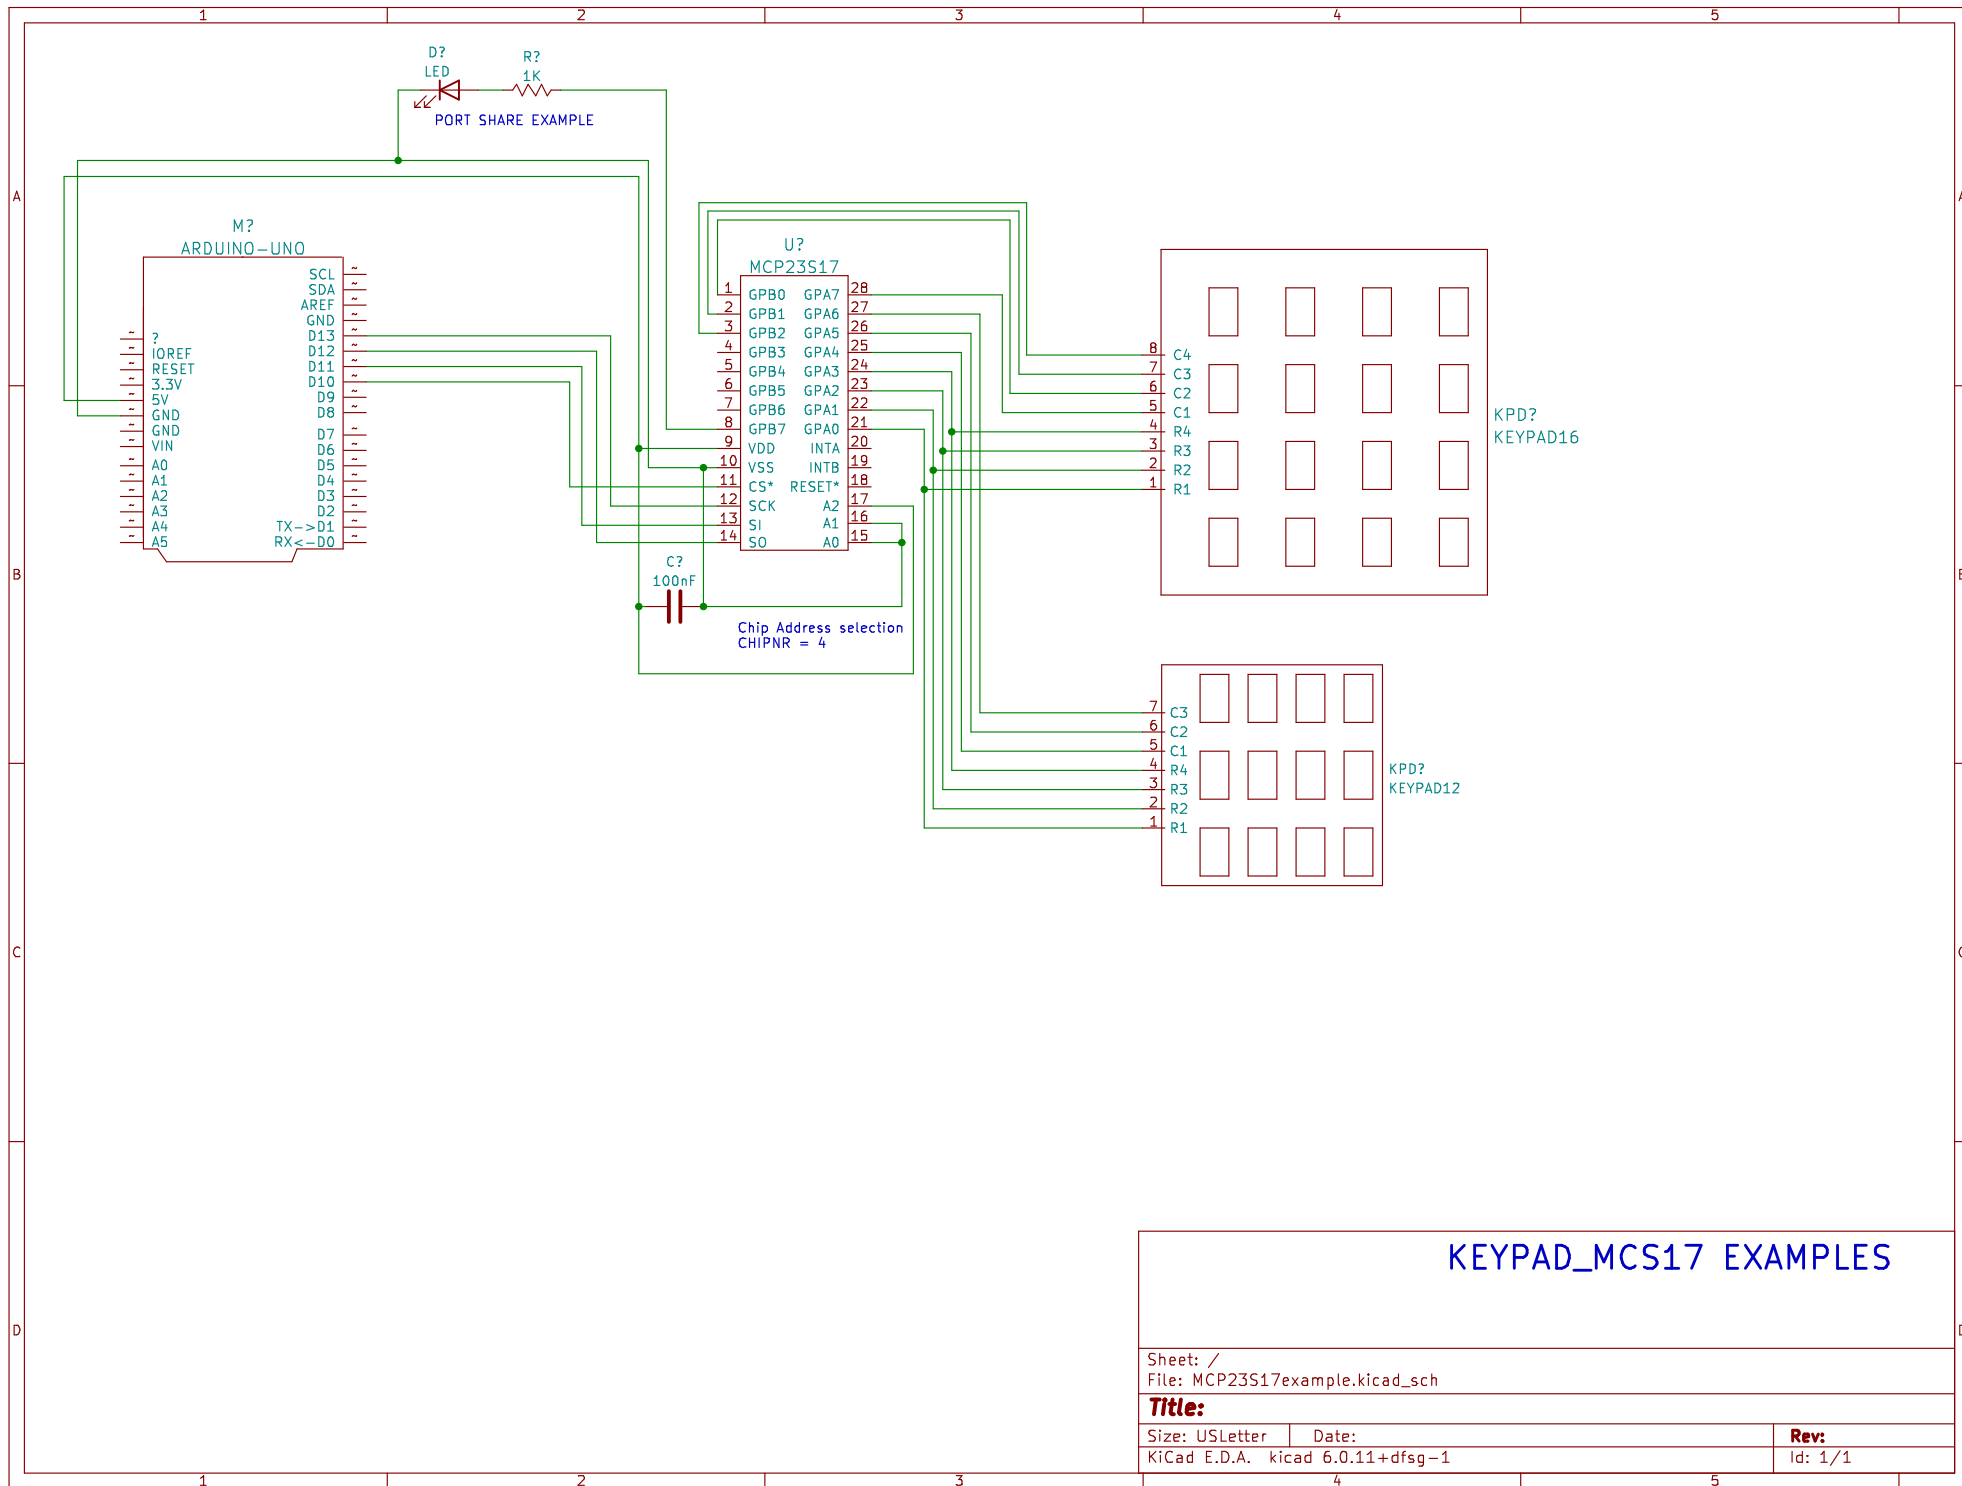 1 2 3 4 5
D?
LED
R?
1K
PORT SHARE EXAMPLE
A
A
M?
ARDUINO-UNO
SCL ~
SDA ~
AREF ~
GND ~
D13 ~
D12 ~
D11 ~
D10 ~
D9 ~
D8 ~
D7 ~
D6 ~
D5 ~
D4 ~
D3 ~
D2 ~
TX->D1 ~
RX<-D0 ~
~ ?
~ IOREF
~ RESET
~ 3.3V
~ 5V
~ GND
~ GND
~ VIN
~ A0
~ A1
~ A2
~ A3
~ A4
~ A5
U?
MCP23S17
1 GPB0 GPA7 28
2 GPB1 GPA6 27
3 GPB2 GPA5 26
4 GPB3 GPA4 25
5 GPB4 GPA3 24
6 GPB5 GPA2 23
7 GPB6 GPA1 22
8 GPB7 GPA0 21
9 VDD INTA 20
10 VSS INTB 19
11 CS* RESET* 18
12 SCK A2 17
13 SI A1 16
14 SO A0 15
8 C4
7 C3
6 C2
5 C1
4 R4
3 R3
2 R2
1 R1
KPD?
KEYPAD16
B
C?
100nF
Chip Address selection
CHIPNR = 4
7 C3
6 C2
5 C1
4 R4
3 R3
2 R2
1 R1
KPD?
KEYPAD12
C
D
KEYPAD_MCS17 EXAMPLES
Sheet: /
File: MCP23S17example.kicad_sch
Title:
Size: USLetter Date: Rev:
KiCad E.D.A. kicad 6.0.11+dfsg-1 Id: 1/1
1 2 3 4 5